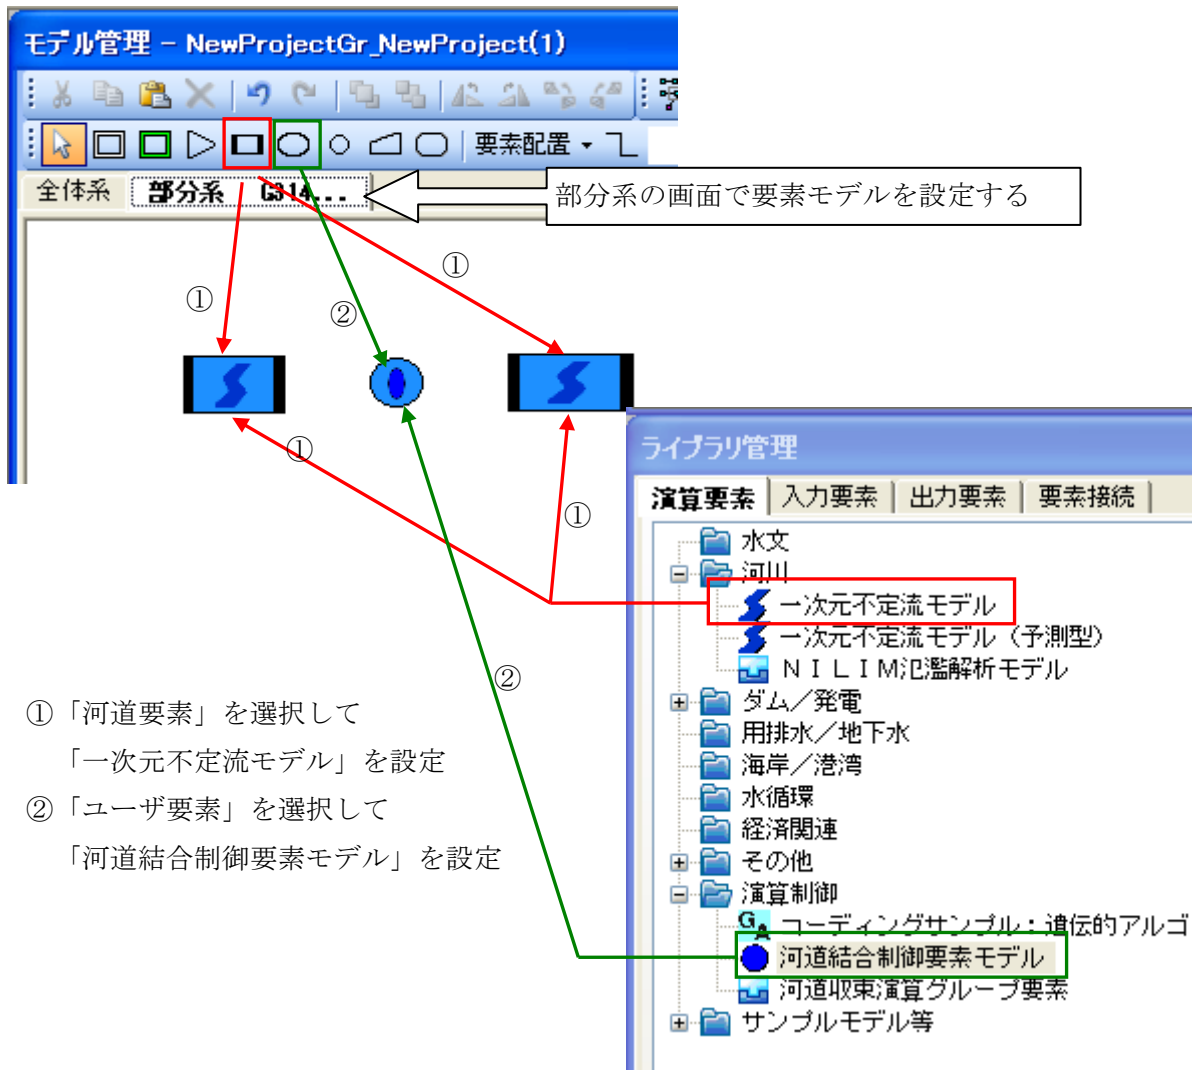 モデル管理 - NewProjectGr_NewProject(1)
要素配置
全体系 部分系 G314...
部分系の画面で要素モデルを設定する
①
①
②
①
①
②
ライブラリ管理
演算要素 入力要素 出力要素 要素接続
水文
河川
一次元不定流モデル
一次元不定流モデル（予測型）
ＮＩＬＩＭ氾濫解析モデル
ダム／発電
用排水／地下水
海岸／港湾
水循環
経済関連
その他
演算制御
GA コーディングサンプル：遺伝的アルゴ
河道結合制御要素モデル
河道収束演算グループ要素
サンプルモデル等
①「河道要素」を選択して
「一次元不定流モデル」を設定
②「ユーザ要素」を選択して
「河道結合制御要素モデル」を設定